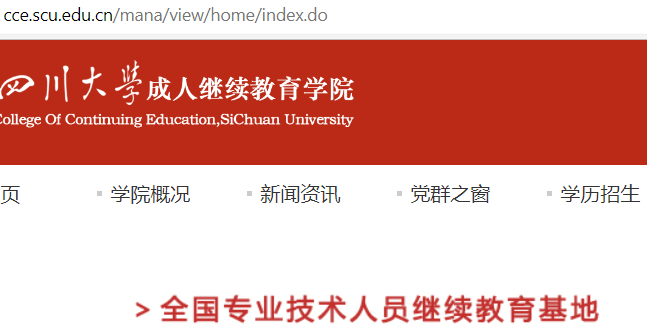 cce.scu.edu.cn/mana/view/home/index.do
四川大学成人继续教育学院
College Of Continuing Education,SiChuan University
页 学院概况 新闻资讯 党群之窗 学历招生
> 全国专业技术人员继续教育基地